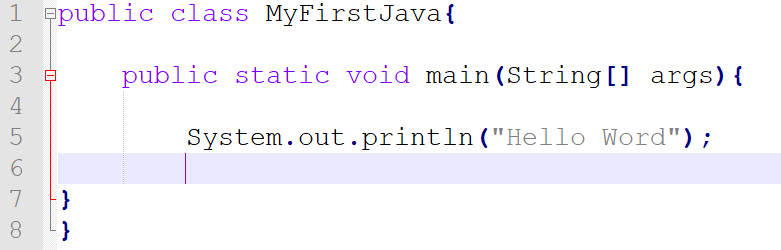 1 public class MyFirstJava{
2
3 public static void main(String[] args){
4
5 System.out.println("Hello Word");
6
7 }
8 }